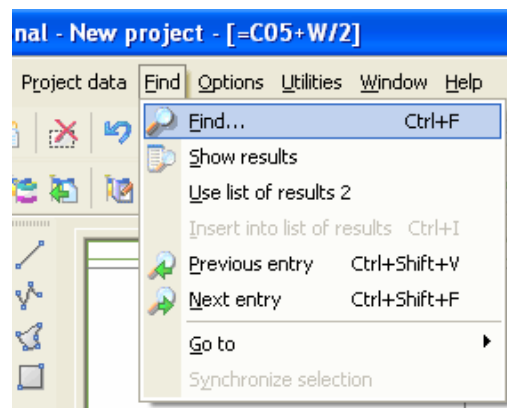 nal - New project - [=C05+W/2]
Project data Find Options Utilities Window Help
Find... Ctrl+F
Show results
Use list of results 2
Insert into list of results Ctrl+I
Previous entry Ctrl+Shift+V
Next entry Ctrl+Shift+F
Go to
Synchronize selection